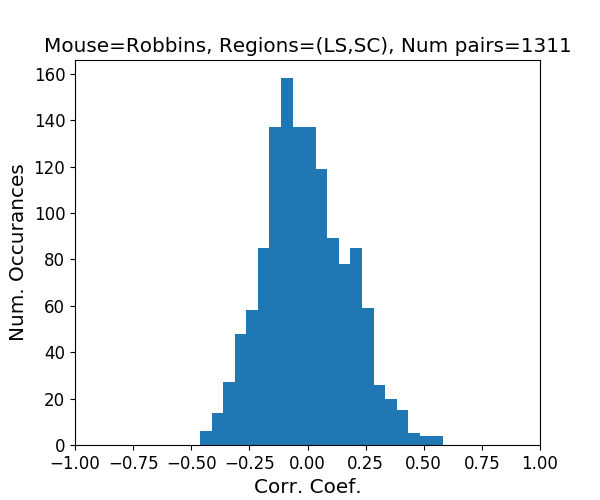 Mouse=Robbins, Regions=(LS,SC), Num pairs=1311
160
140
120
100
80
60
40
20
0
Num. Occurances
−1.00 −0.75 −0.50 −0.25 0.00 0.25 0.50 0.75 1.00
Corr. Coef.